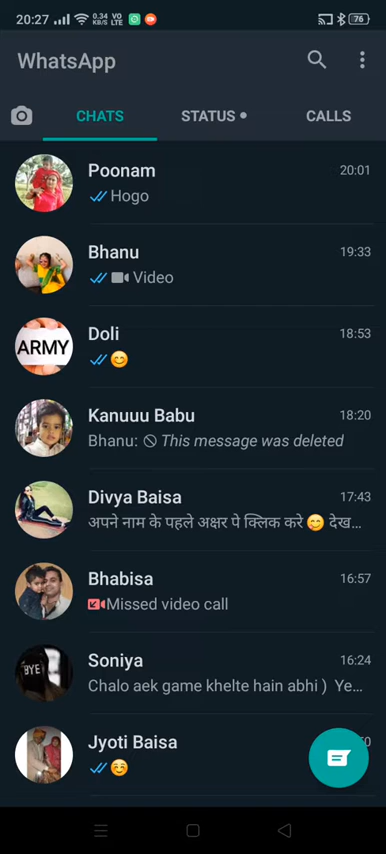 20:27 0.34 KB/S VO LTE 76
WhatsApp
CHATS STATUS CALLS
Poonam 20:01
Hogo
Bhanu 19:33
Video
Doli 18:53
ARMY
😊
Kanuuu Babu 18:20
Bhanu: This message was deleted
Divya Baisa 17:43
अपने नाम के पहले अक्षर पे क्लिक करे 😊 देख...
Bhabisa 16:57
Missed video call
Soniya 16:24
BYE
Chalo aek game khelte hain abhi ) Ye...
Jyoti Baisa
😊